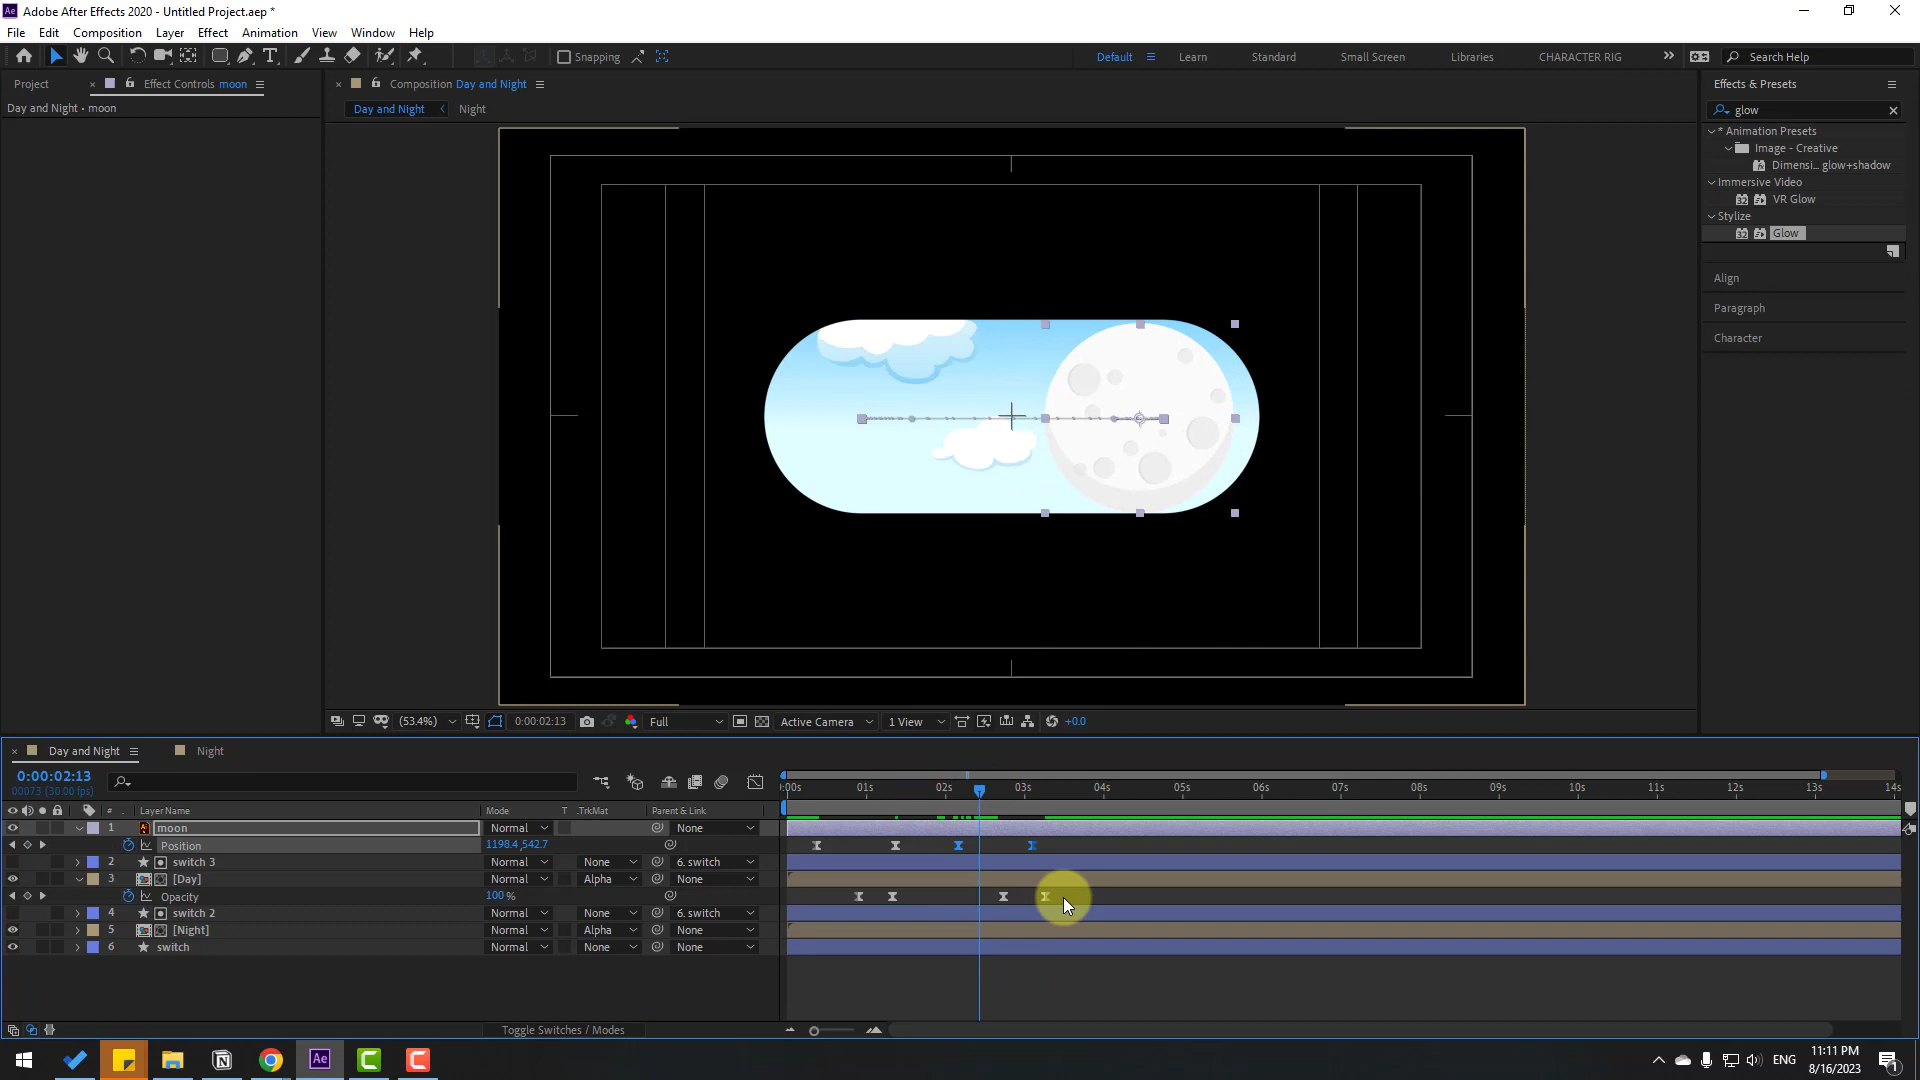 Ae Adobe After Effects 2020 - Untitled Project.aep *
File Edit Composition Layer Effect Animation View Window Help
Snapping Default Learn Standard Small Screen Libraries CHARACTER RIG Search Help
Project Effect Controls moon Composition Day and Night Effects & Presets
Day and Night • moon Day and Night Night glow
* Animation Presets
Image - Creative
Dimensi... glow+shadow
Immersive Video
32 VR Glow
Stylize
32 Glow
Align
Paragraph
Character
(53.4%) 0:00:02:13 Full Active Camera 1 View +0.0
Day and Night Night
0:00:02:13
00073 (30.00 fps) :00s 01s 02s 03s 04s 05s 06s 07s 08s 09s 10s 11s 12s 13s 14s
# Layer Name Mode T .TrkMat Parent & Link
1 Ai moon Normal None
Position 1198.4,542.7
2 switch 3 Normal None 6. switch
3 [Day] Normal Alpha None
Opacity 100 %
4 switch 2 Normal None 6. switch
5 [Night] Normal Alpha None
6 switch Normal None None
Toggle Switches / Modes
Ae ENG 11:11 PM
8/16/2023 1